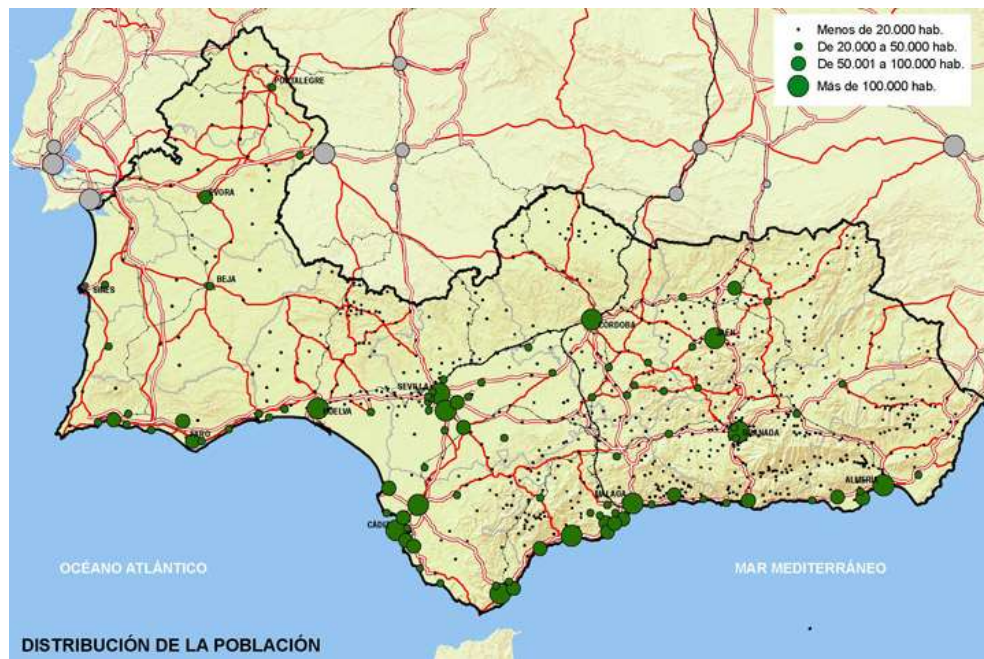 Menos de 20.000 hab.
De 20.000 a 50.000 hab.
De 50.001 a 100.000 hab.
Más de 100.000 hab.
PORTALEGRE
EVORA
BEJA
SINES
CÓRDOBA
JAÉN
SEVILLA
HUELVA
FARO
GRANADA
MÁLAGA
ALMERÍA
CÁDIZ
OCÉANO ATLÁNTICO
MAR MEDITERRÁNEO
DISTRIBUCIÓN DE LA POBLACIÓN